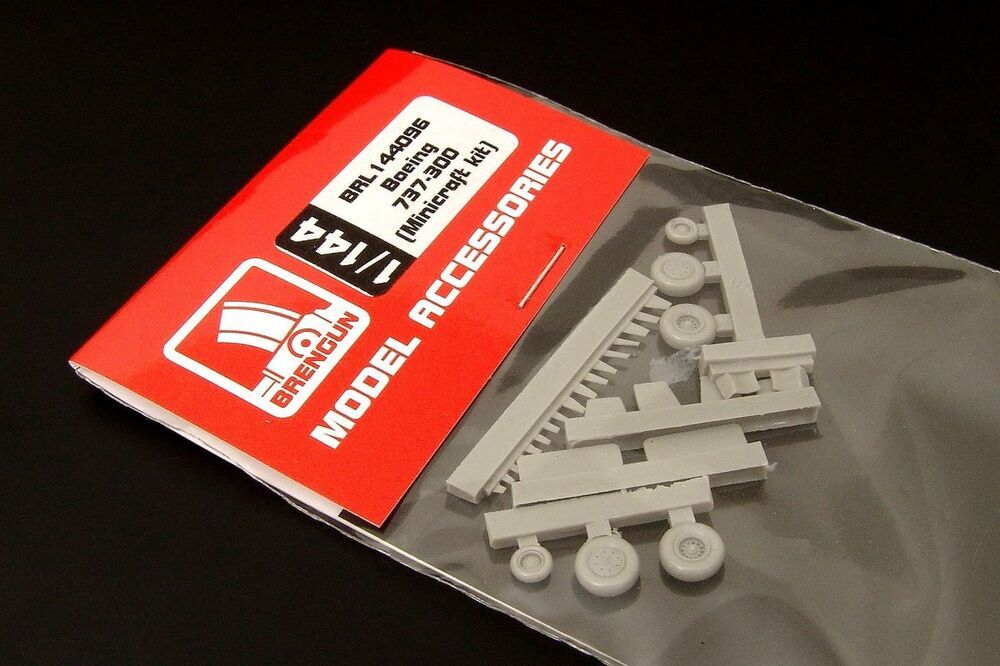 BRL144096
Boeing
737-300
(Minicraft kit)
1/144
BRENGUN
MODEL ACCESSORIES